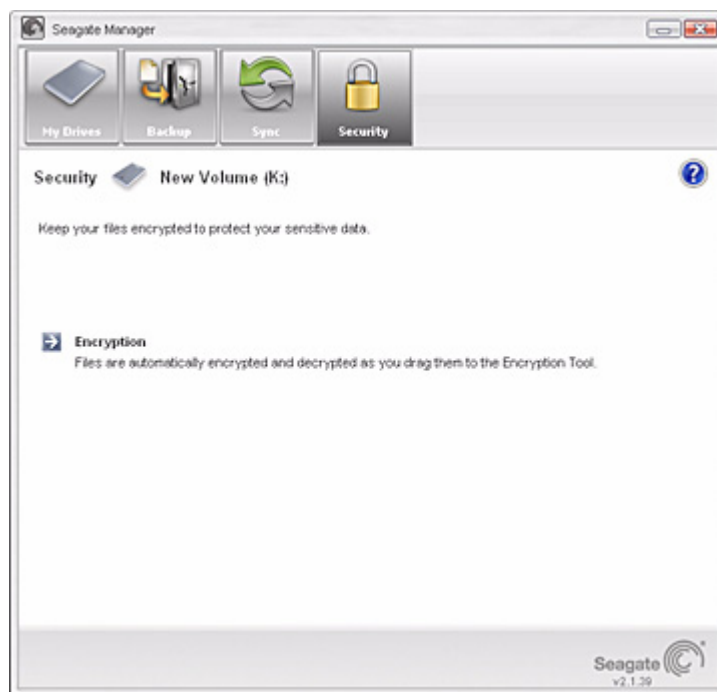 Seagate Manager
My Drives Backup Sync Security
Security New Volume (K:)
Keep your files encrypted to protect your sensitive data.
Encryption
Files are automatically encrypted and decrypted as you drag them to the Encryption Tool.
Seagate
v2.1.39